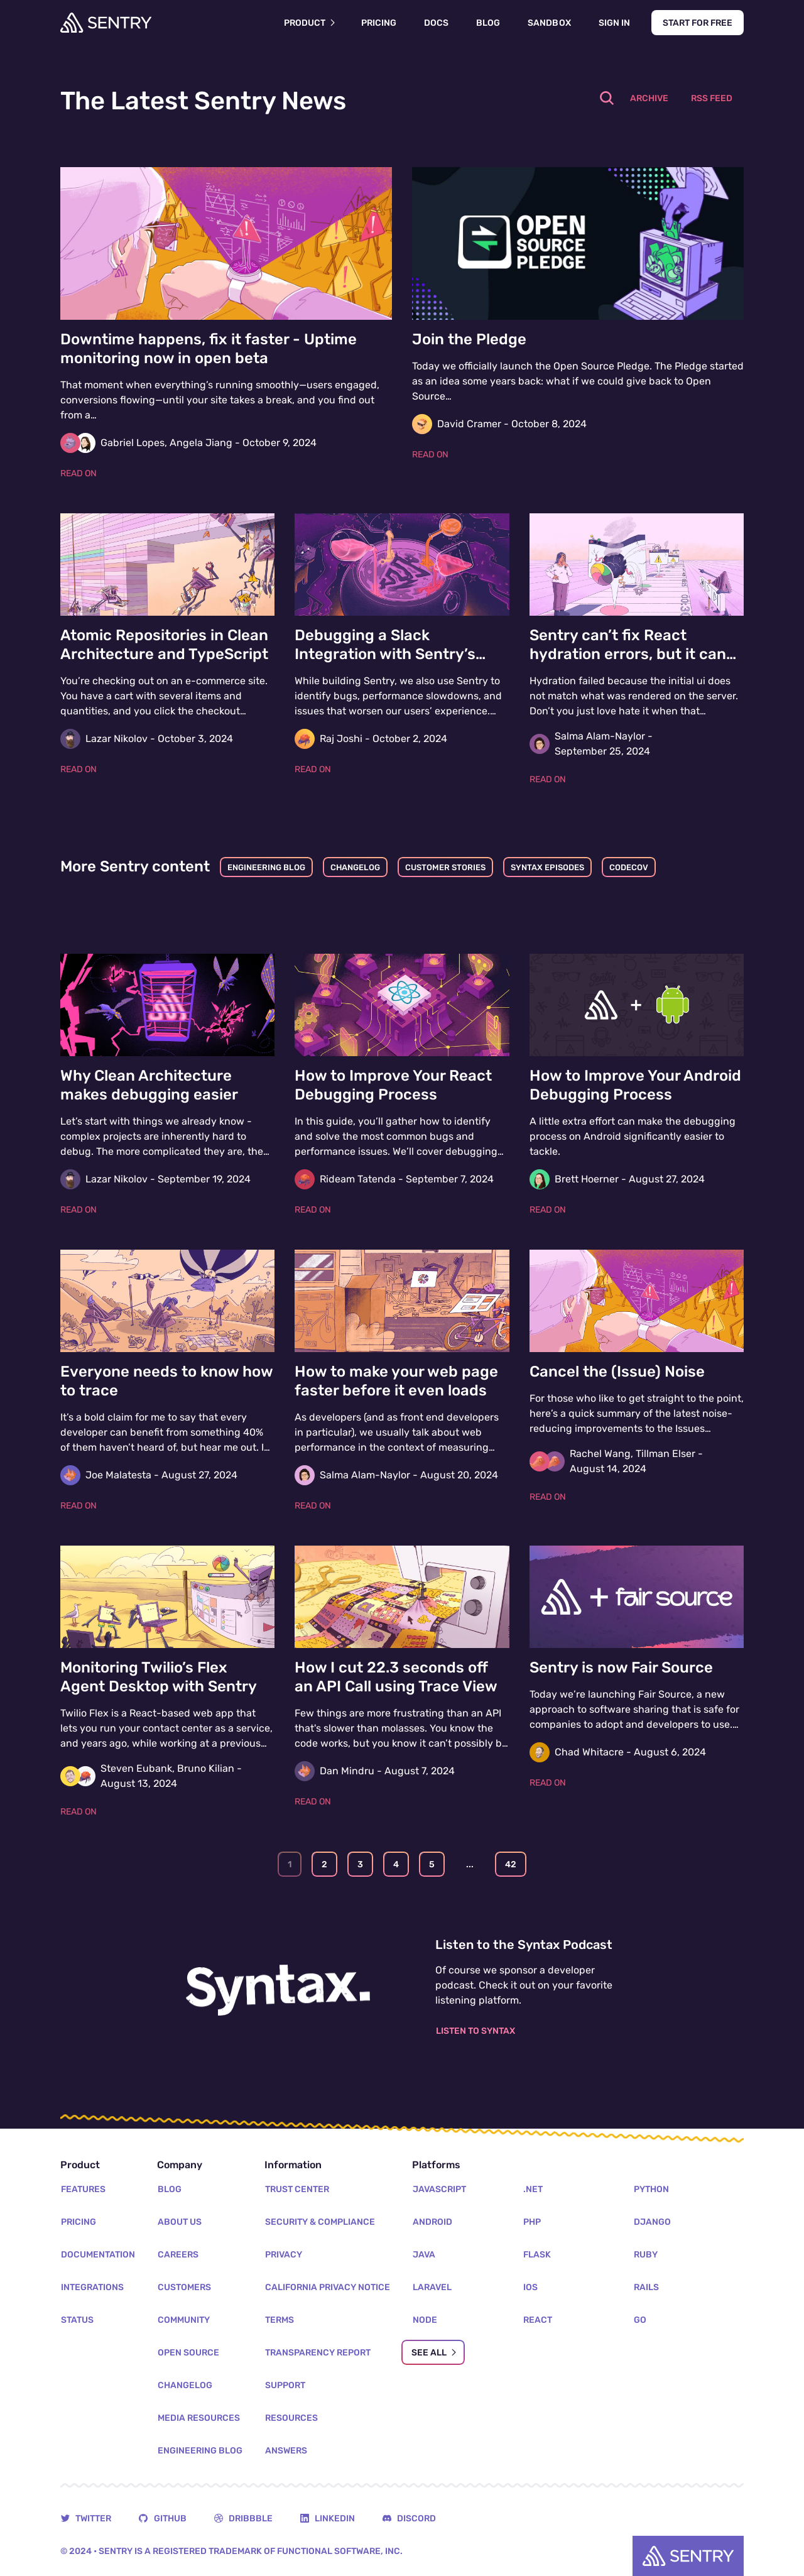 SENTRY
PRODUCT
PRICING
DOCS
BLOG
SANDBOX
SIGN IN
START FOR FREE
The Latest Sentry News
ARCHIVE
RSS FEED
OPEN SOURCE PLEDGE
Downtime happens, fix it faster - Uptime
monitoring now in open beta
That moment when everything's running smoothly—users engaged,
conversions flowing—until your site takes a break, and you find out
from a…
Gabriel Lopes, Angela Jiang - October 9, 2024
READ ON
Join the Pledge
Today we officially launch the Open Source Pledge. The Pledge started
as an idea some years back: what if we could give back to Open
Source…
David Cramer - October 8, 2024
READ ON
Atomic Repositories in Clean
Architecture and TypeScript
You're checking out on an e-commerce site.
You have a cart with several items and
quantities, and you click the checkout…
Lazar Nikolov - October 3, 2024
READ ON
Debugging a Slack
Integration with Sentry's…
While building Sentry, we also use Sentry to
identify bugs, performance slowdowns, and
issues that worsen our users' experience.…
Raj Joshi - October 2, 2024
READ ON
Sentry can't fix React
hydration errors, but it can…
Hydration failed because the initial ui does
not match what was rendered on the server.
Don't you just love hate it when that…
Salma Alam-Naylor -
September 25, 2024
READ ON
More Sentry content
ENGINEERING BLOG
CHANGELOG
CUSTOMER STORIES
SYNTAX EPISODES
CODECOV
+
Why Clean Architecture
makes debugging easier
Let's start with things we already know -
complex projects are inherently hard to
debug. The more complicated they are, the…
Lazar Nikolov - September 19, 2024
READ ON
How to Improve Your React
Debugging Process
In this guide, you'll gather how to identify
and solve the most common bugs and
performance issues. We'll cover debugging…
Rideam Tatenda - September 7, 2024
READ ON
How to Improve Your Android
Debugging Process
A little extra effort can make the debugging
process on Android significantly easier to
tackle.
Brett Hoerner - August 27, 2024
READ ON
Everyone needs to know how
to trace
It's a bold claim for me to say that every
developer can benefit from something 40%
of them haven't heard of, but hear me out. I…
Joe Malatesta - August 27, 2024
READ ON
How to make your web page
faster before it even loads
As developers (and as front end developers
in particular), we usually talk about web
performance in the context of measuring…
Salma Alam-Naylor - August 20, 2024
READ ON
Cancel the (Issue) Noise
For those who like to get straight to the point,
here's a quick summary of the latest noise-
reducing improvements to the Issues…
Rachel Wang, Tillman Elser -
August 14, 2024
READ ON
+ fair source
Monitoring Twilio's Flex
Agent Desktop with Sentry
Twilio Flex is a React-based web app that
lets you run your contact center as a service,
and years ago, while working at a previous…
Steven Eubank, Bruno Kilian -
August 13, 2024
READ ON
How I cut 22.3 seconds off
an API Call using Trace View
Few things are more frustrating than an API
that's slower than molasses. You know the
code works, but you know it can't possibly b…
Dan Mindru - August 7, 2024
READ ON
Sentry is now Fair Source
Today we're launching Fair Source, a new
approach to software sharing that is safe for
companies to adopt and developers to use.…
Chad Whitacre - August 6, 2024
READ ON
1
2
3
4
5
...
42
Syntax.
Listen to the Syntax Podcast
Of course we sponsor a developer
podcast. Check it out on your favorite
listening platform.
LISTEN TO SYNTAX
Product
FEATURES
PRICING
DOCUMENTATION
INTEGRATIONS
STATUS
Company
BLOG
ABOUT US
CAREERS
CUSTOMERS
COMMUNITY
OPEN SOURCE
CHANGELOG
MEDIA RESOURCES
ENGINEERING BLOG
Information
TRUST CENTER
SECURITY & COMPLIANCE
PRIVACY
CALIFORNIA PRIVACY NOTICE
TERMS
TRANSPARENCY REPORT
SUPPORT
RESOURCES
ANSWERS
Platforms
JAVASCRIPT
ANDROID
JAVA
LARAVEL
NODE
.NET
PHP
FLASK
IOS
REACT
PYTHON
DJANGO
RUBY
RAILS
GO
SEE ALL
TWITTER
GITHUB
DRIBBBLE
LINKEDIN
DISCORD
© 2024 • SENTRY IS A REGISTERED TRADEMARK OF FUNCTIONAL SOFTWARE, INC.
SENTRY